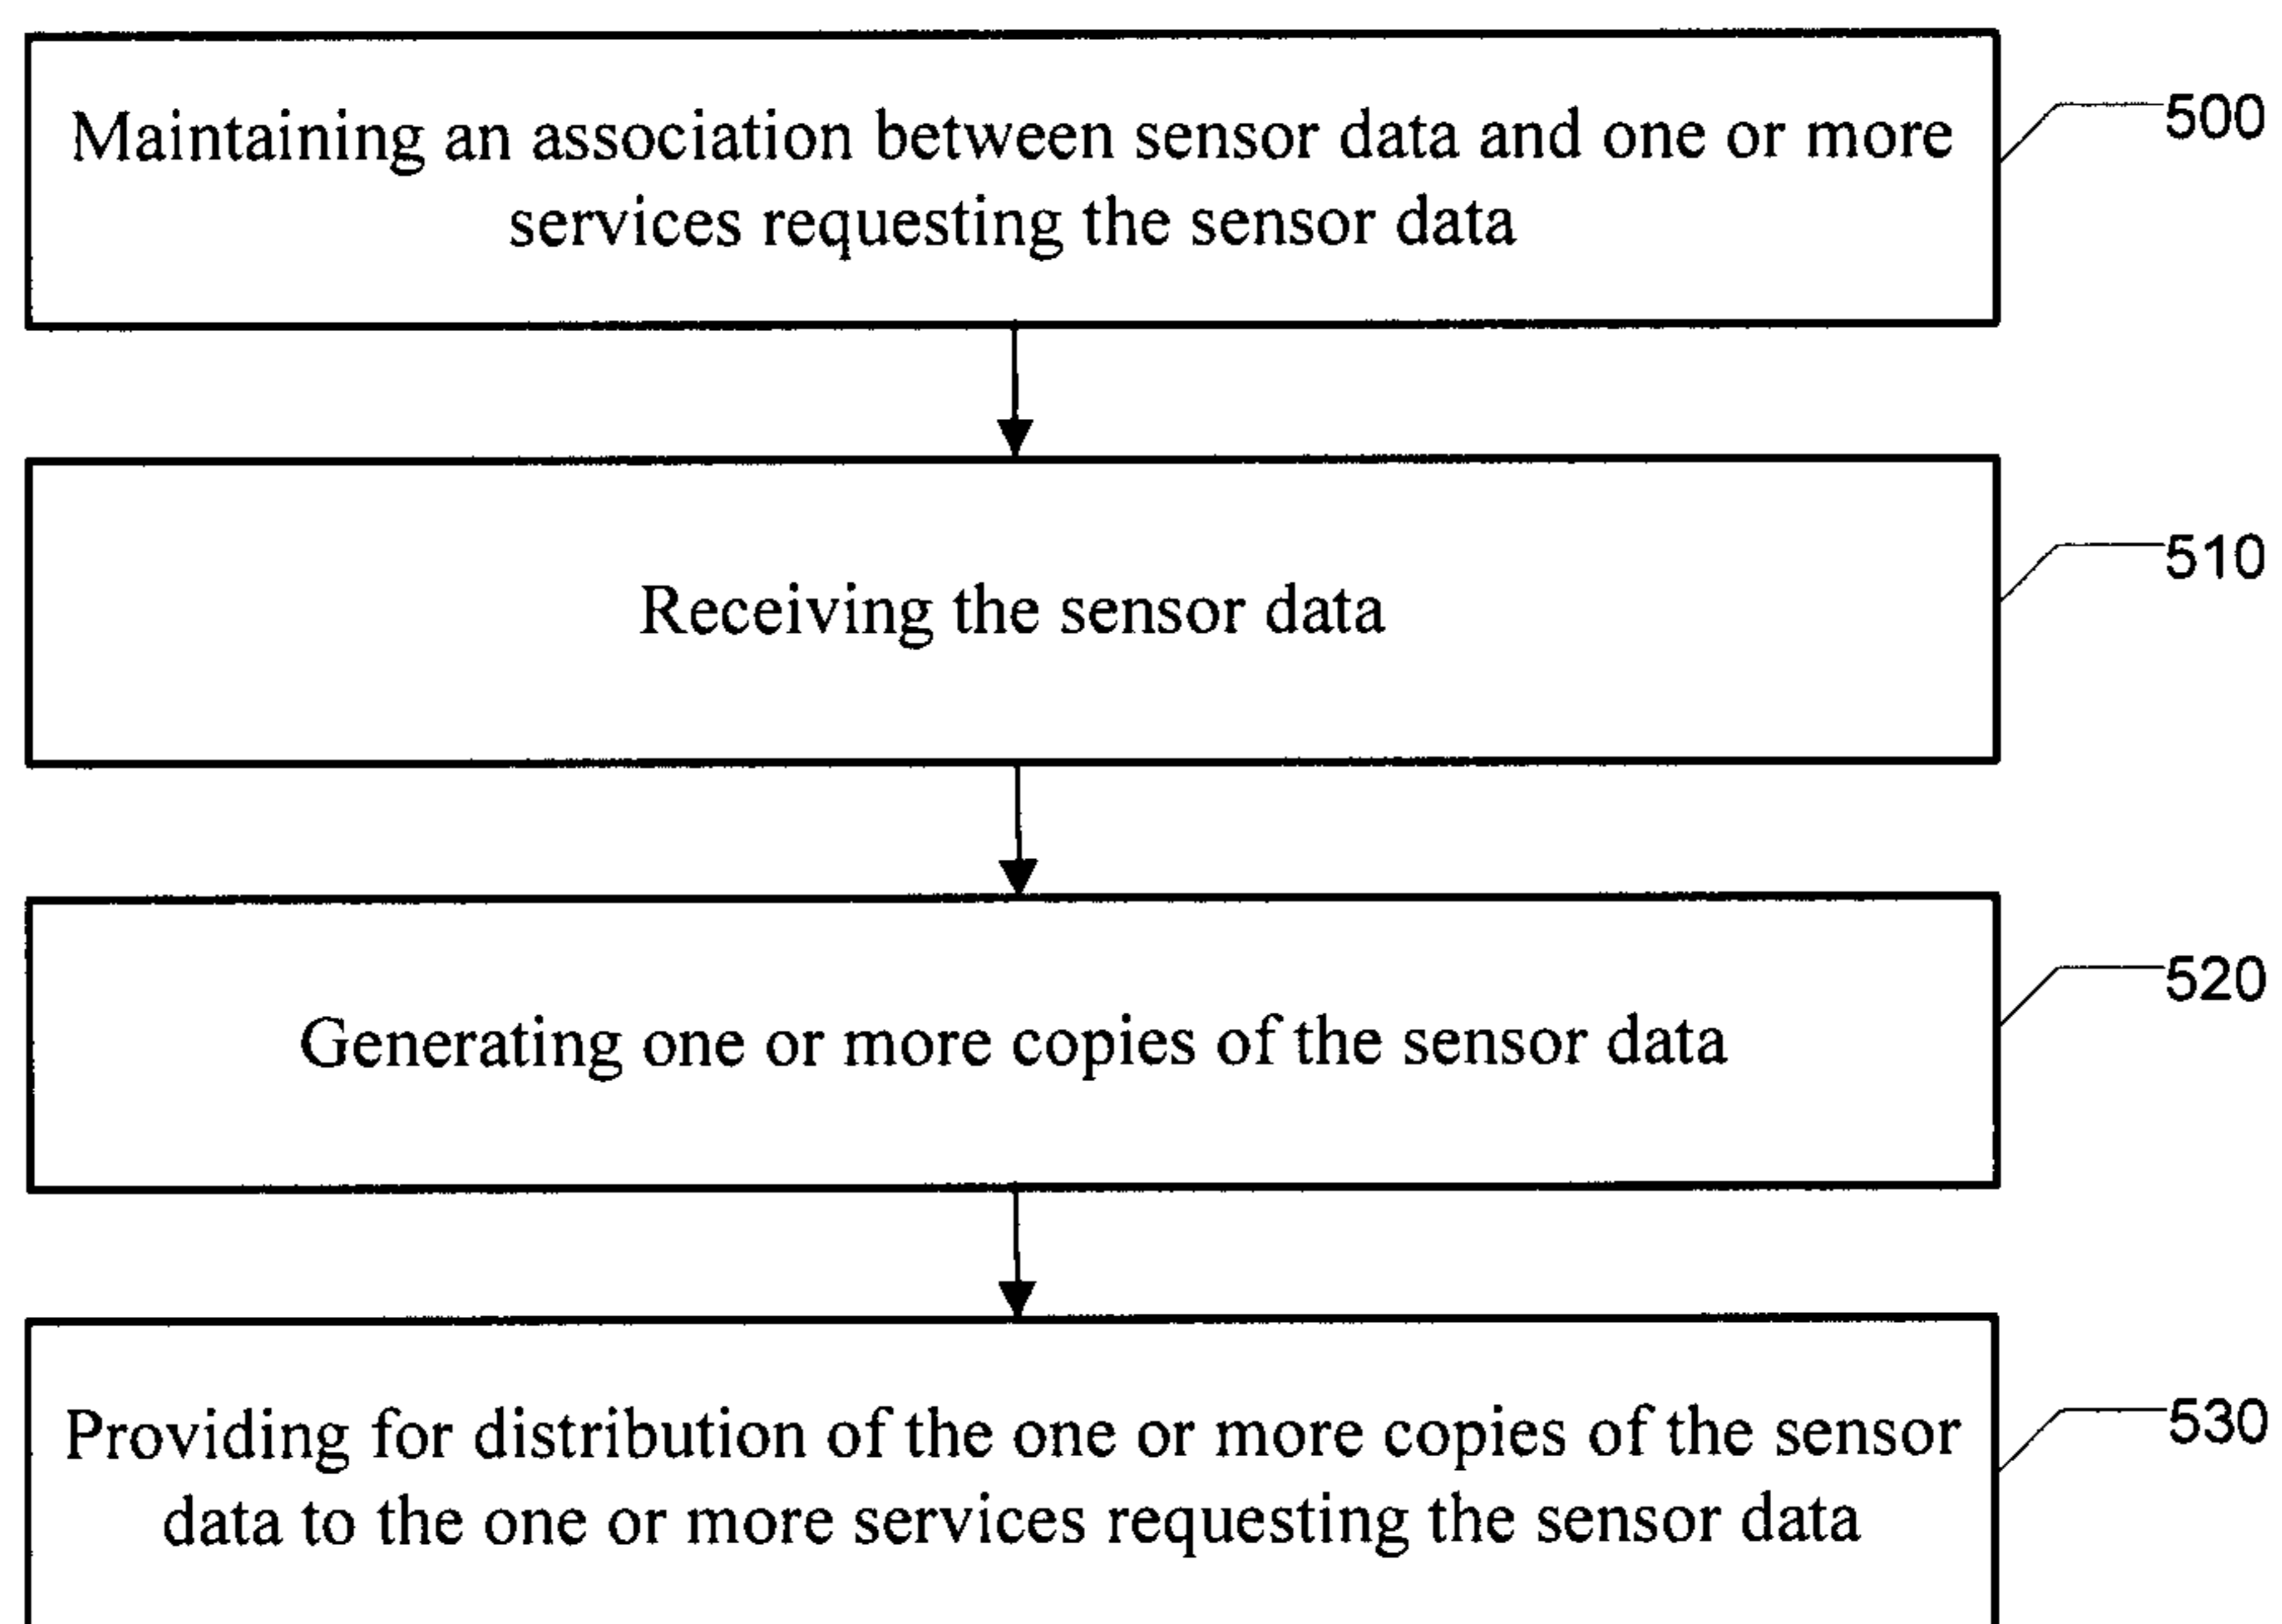 Maintaining an association between sensor data and one or more
services requesting the sensor data
500
Receiving the sensor data
510
Generating one or more copies of the sensor data
520
Providing for distribution of the one or more copies of the sensor
data to the one or more services requesting the sensor data
530